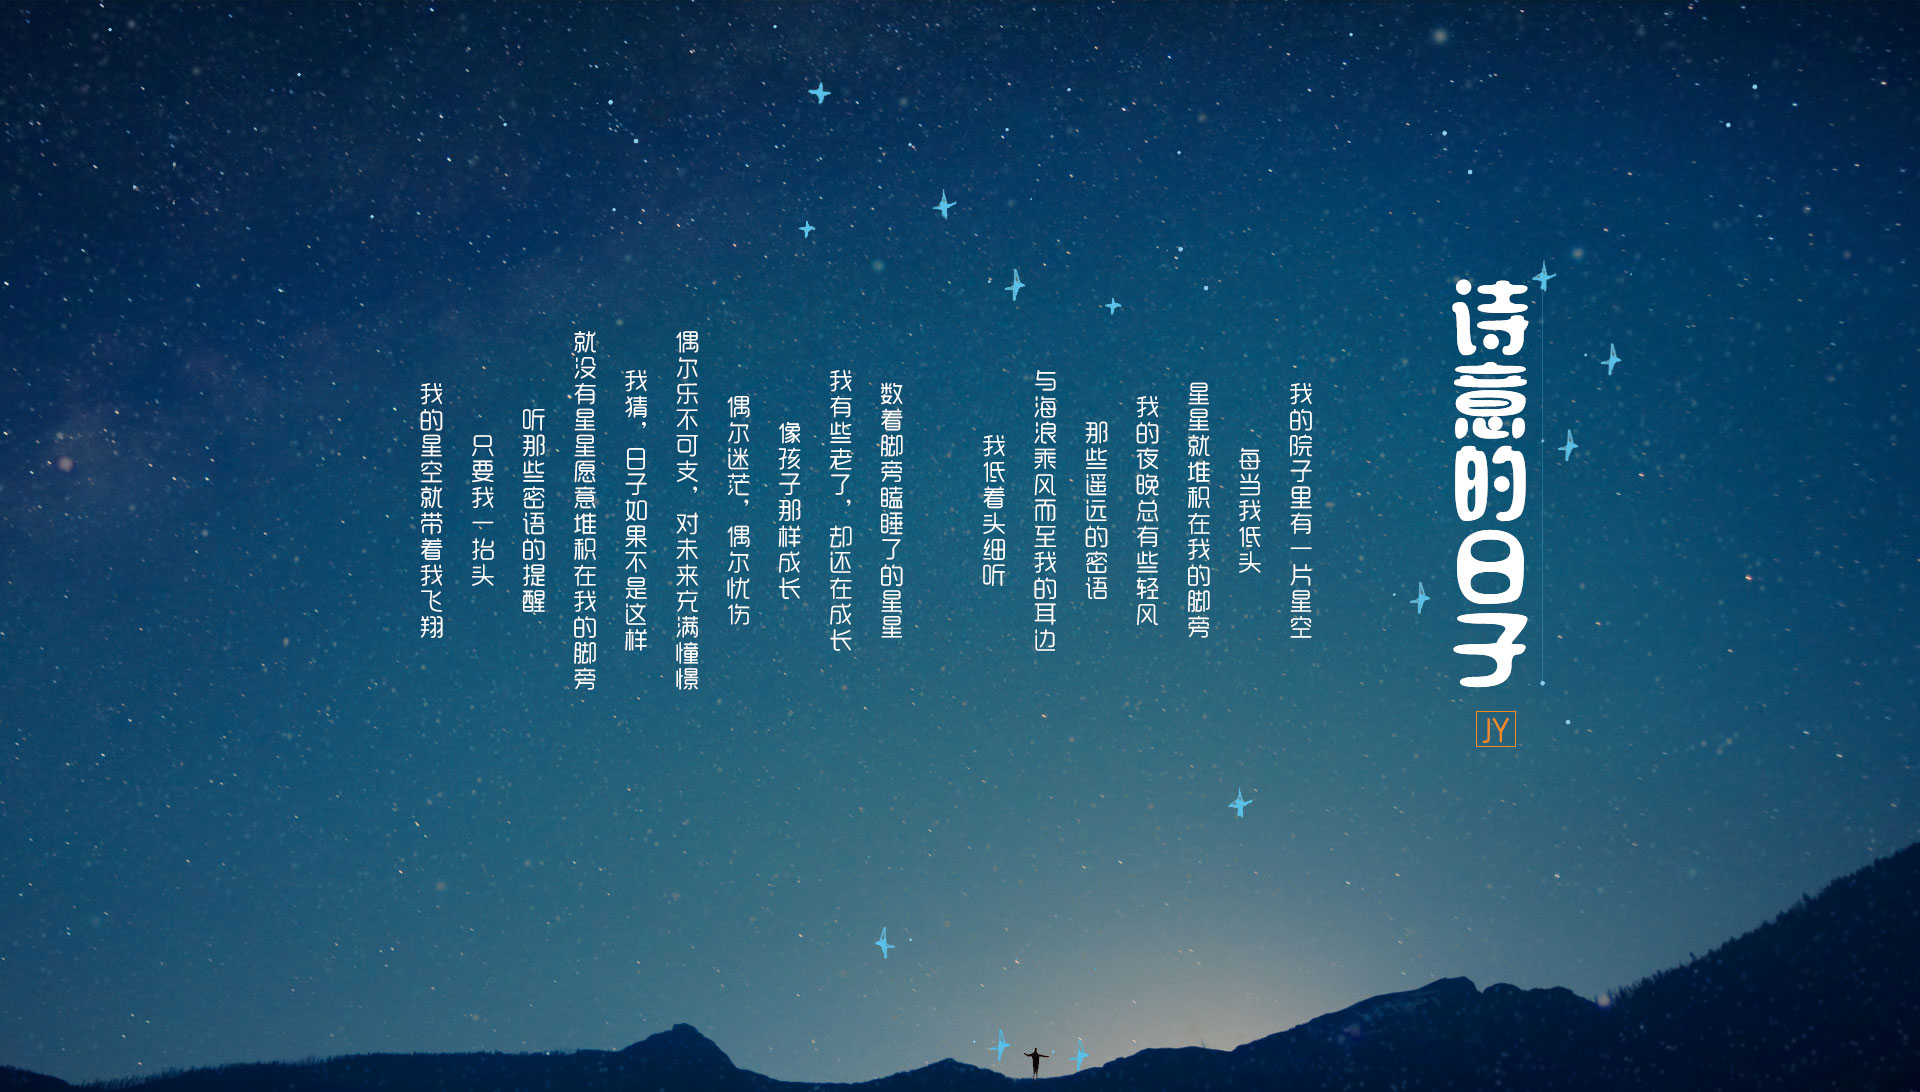 诗意的日子
JY
我的院子里有一片星空
每当我低头
星星就堆积在我的脚旁
我的夜晚总有些轻风
那些遥远的密语
与海浪乘风而至我的耳边
我低着头细听
数着脚旁瞌睡了的星星
我有些老了，却还在成长
像孩子那样成长
偶尔迷茫，偶尔忧伤
偶尔乐不可支，对未来充满憧憬
我猜，日子如果不是这样
就没有星星愿意堆积在我的脚旁
听那些密语的提醒
只要我一抬头
我的星空就带着我飞翔